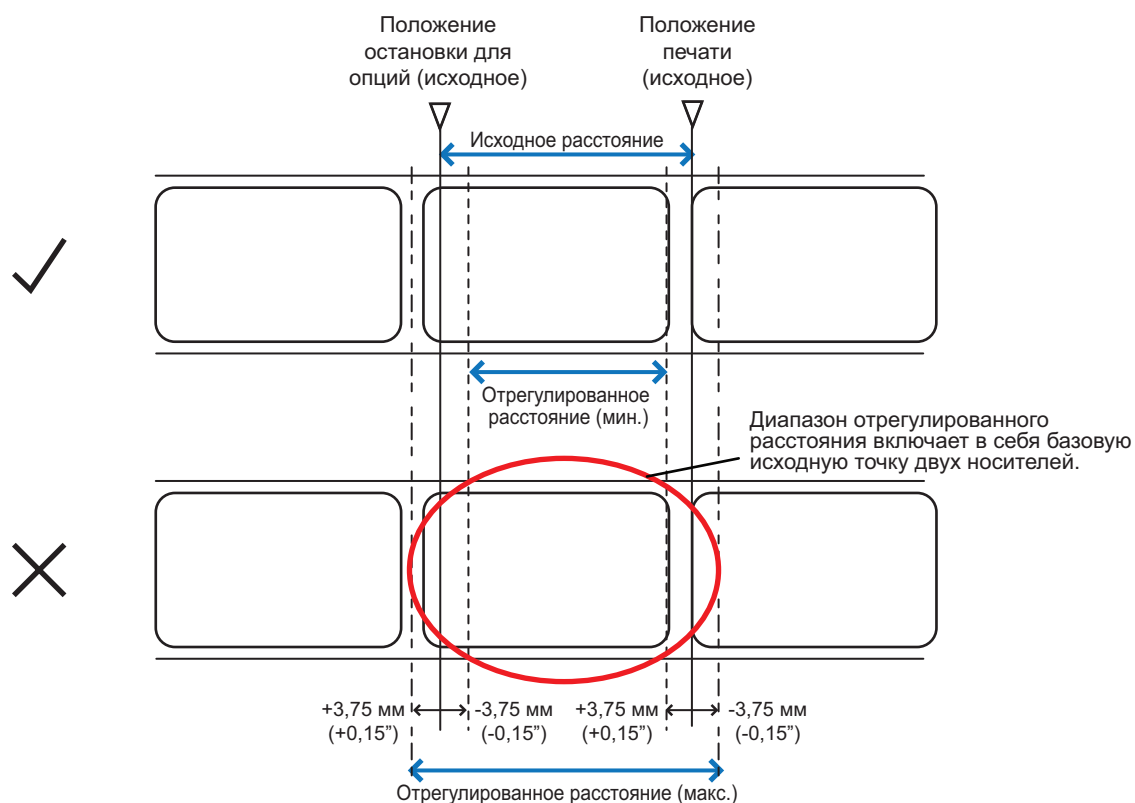 Положение
остановки для
опций (исходное)
Положение
печати
(исходное)
Исходное расстояние
Отрегулированное
расстояние (мин.)
Диапазон отрегулированного
расстояния включает в себя базовую
исходную точку двух носителей.
+3,75 мм
(+0,15”)
-3,75 мм
(-0,15”)
+3,75 мм
(+0,15”)
-3,75 мм
(-0,15”)
Отрегулированное расстояние (макс.)